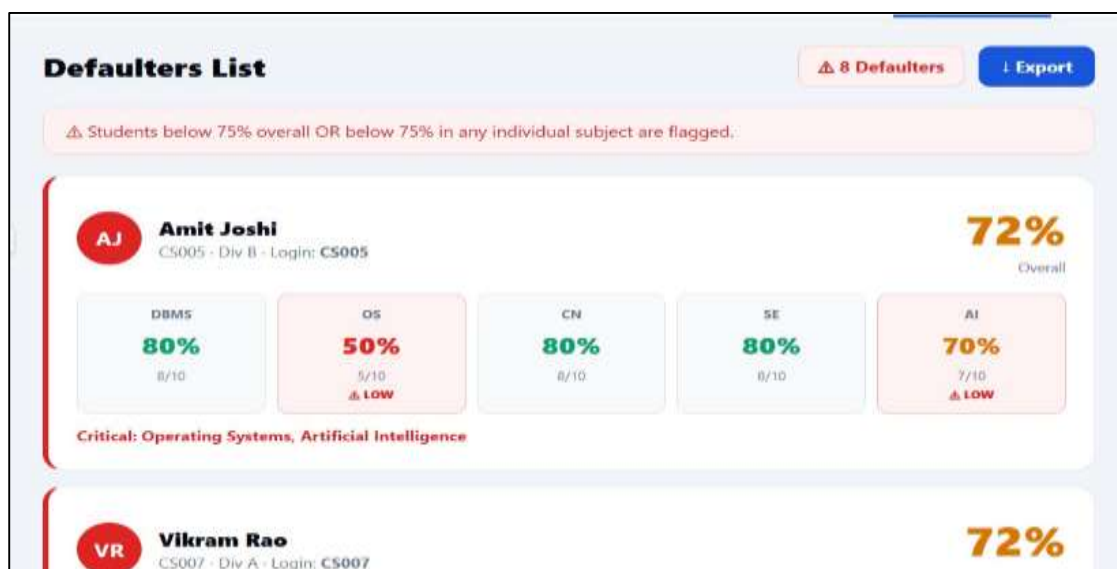 Defaulters List
⚠ 8 Defaulters
↓ Export
⚠ Students below 75% overall OR below 75% in any individual subject are flagged.
AJ
Amit Joshi
CS005 · Div B · Login: CS005
72%
Overall
DBMS
80%
8/10
OS
50%
5/10
⚠ LOW
CN
80%
8/10
SE
80%
8/10
AI
70%
7/10
⚠ LOW
Critical: Operating Systems, Artificial Intelligence
VR
Vikram Rao
CS007 · Div A · Login: CS007
72%